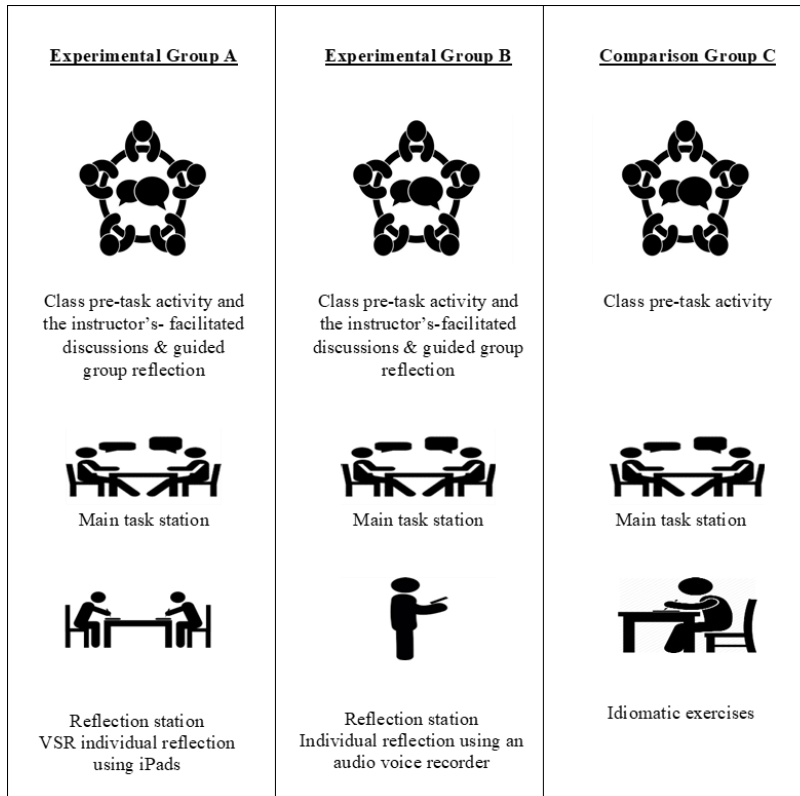 Experimental Group A
Class pre-task activity and
the instructor's- facilitated
discussions & guided
group reflection
Main task station
Reflection station
VSR individual reflection
using iPads
Experimental Group B
Class pre-task activity and
the instructor's-facilitated
discussions & guided group
reflection
Main task station
Reflection station
Individual reflection using an
audio voice recorder
Comparison Group C
Class pre-task activity
Main task station
Idiomatic exercises